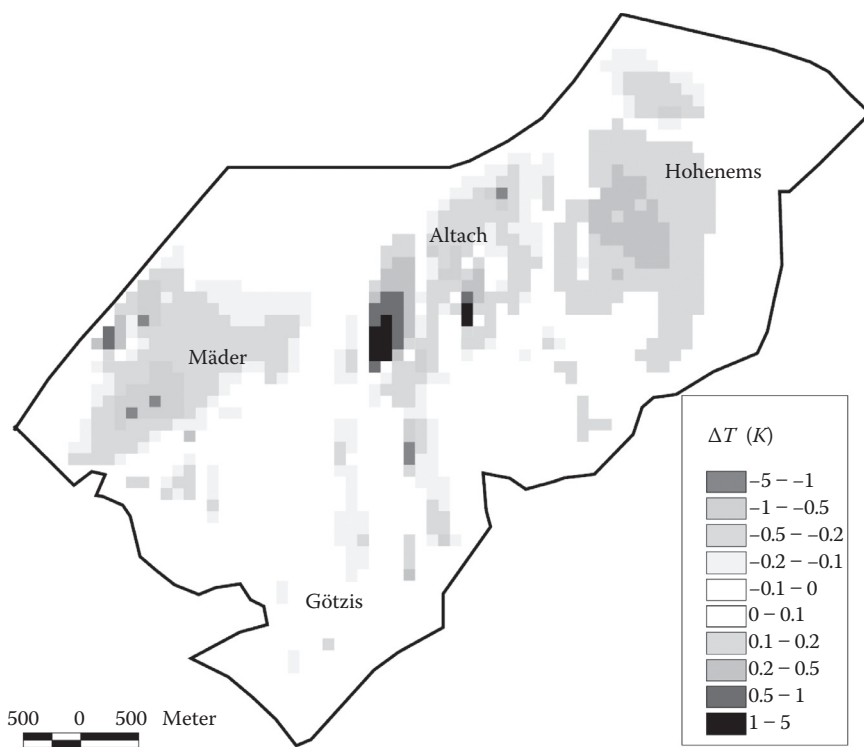 Hohenems
Altach
Mäder
Götzis
ΔT (K)
–5 – –1
–1 – –0.5
–0.5 – –0.2
–0.2 – –0.1
–0.1 – 0
0 – 0.1
0.1 – 0.2
0.2 – 0.5
0.5 – 1
1 – 5
500 0 500 Meter